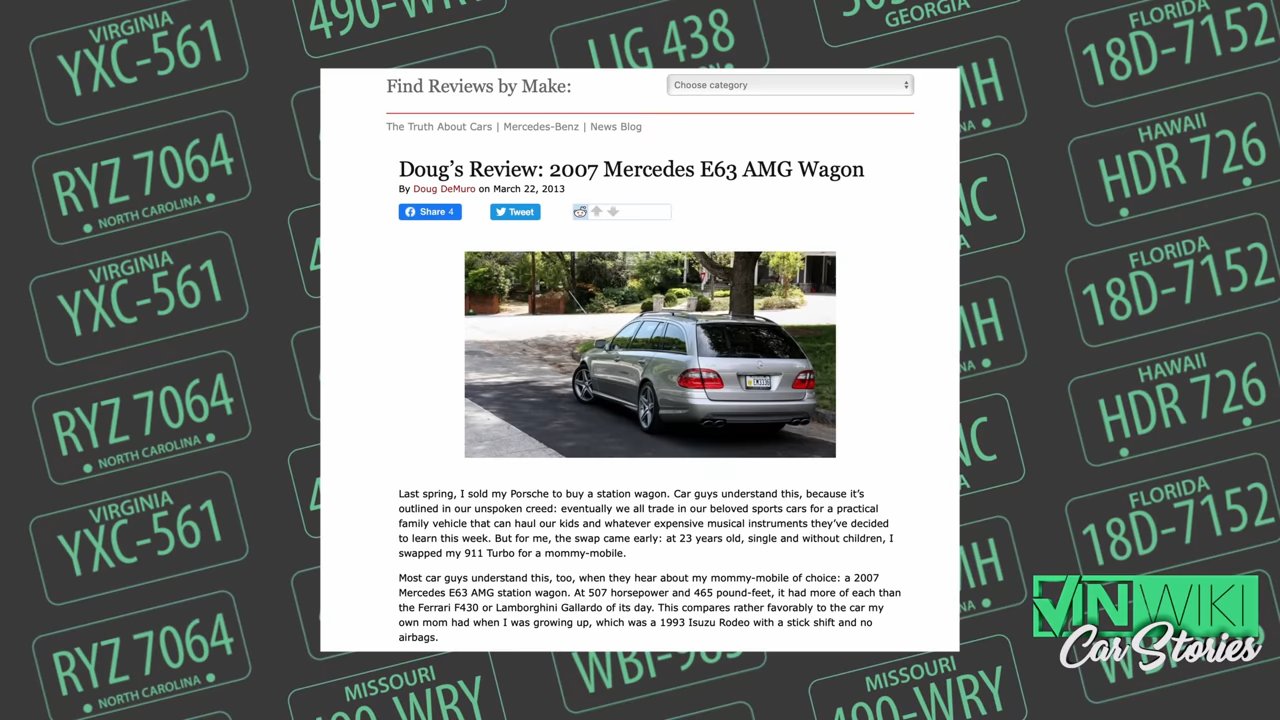 VIRGINIA
YXC-561
490-WRY
LIG 438
GEORGIA
FLORIDA
18D-7152
Find Reviews by Make:
Choose category
The Truth About Cars | Mercedes-Benz | News Blog
Doug's Review: 2007 Mercedes E63 AMG Wagon
By Doug DeMuro on March 22, 2013
Share 4
Tweet
RYZ 7064
NORTH CAROLINA
HAWAII
HDR 726
VIRGINIA
YXC-561
FLORIDA
18D-7152
RYZ 7064
NORTH CAROLINA
HAWAII
HDR 726
Last spring, I sold my Porsche to buy a station wagon. Car guys understand this, because it's
outlined in our unspoken creed: eventually we all trade in our beloved sports cars for a practical
family vehicle that can haul our kids and whatever expensive musical instruments they've decided
to learn this week. But for me, the swap came early: at 23 years old, single and without children, I
swapped my 911 Turbo for a mommy-mobile.
Most car guys understand this, too, when they hear about my mommy-mobile of choice: a 2007
Mercedes E63 AMG station wagon. At 507 horsepower and 465 pound-feet, it had more of each than
the Ferrari F430 or Lamborghini Gallardo of its day. This compares rather favorably to the car my
own mom had when I was growing up, which was a 1993 Isuzu Rodeo with a stick shift and no
airbags.
VIRGINIA
YXC-561
FLORIDA
18D-7152
RYZ 7064
NORTH CAROLINA
MISSOURI
MISSOURI
490-WRY
VINWIKI
Car Stories